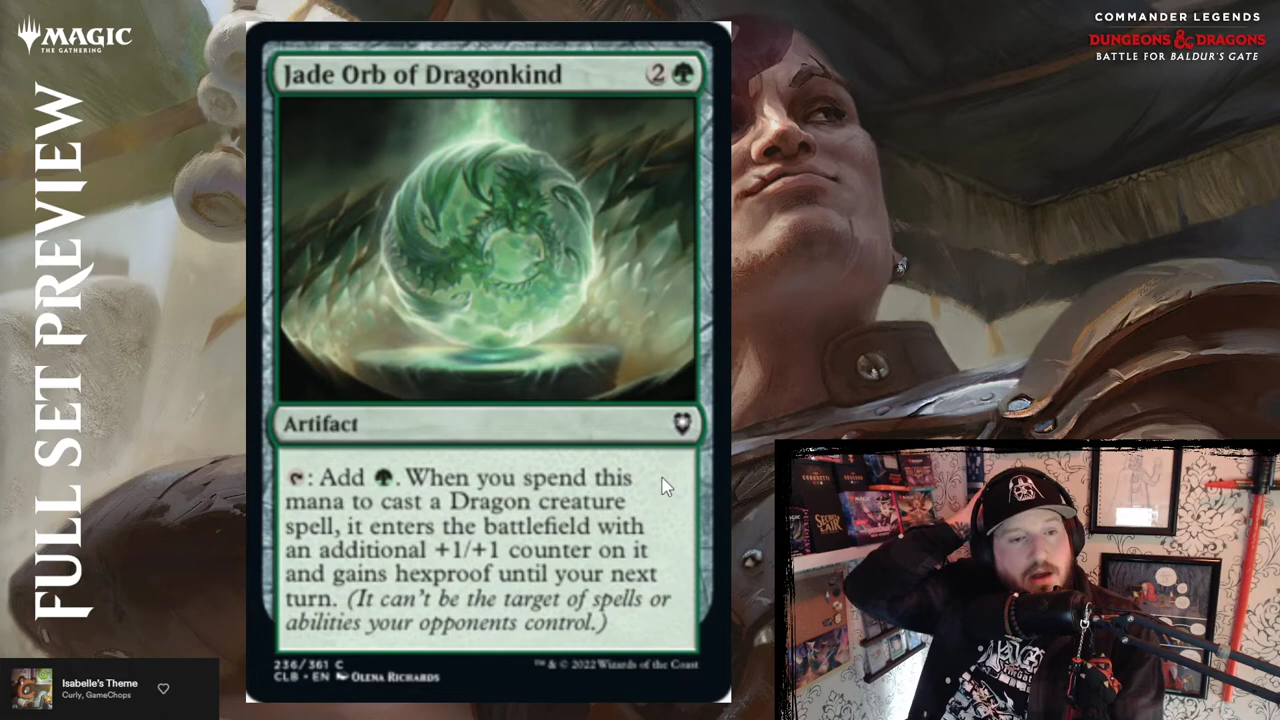 MAGIC
THE GATHERING
FULL SET PREVIEW
Jade Orb of Dragonkind 2
Artifact
: Add . When you spend this
mana to cast a Dragon creature
spell, it enters the battlefield with
an additional +1/+1 counter on it
and gains hexproof until your next
turn. (It can't be the target of spells or
abilities your opponents control.)
236/361 C
CLB • EN OLENA RICHARDS
™ & © 2022 Wizards of the Coast
COMMANDER LEGENDS
DUNGEONS & DRAGONS
BATTLE FOR BALDUR'S GATE
SECRET
LAIR
Isabelle's Theme
Curly, GameChops